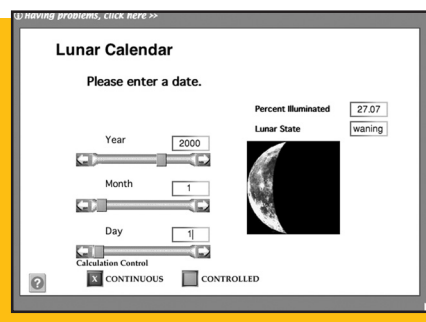 Having problems, click here >>
Lunar Calendar
Please enter a date.
Percent Illuminated 27.07
Lunar State waning
Year 2000
Month 1
Day 1
Calculation Control
X CONTINUOUS CONTROLLED
?